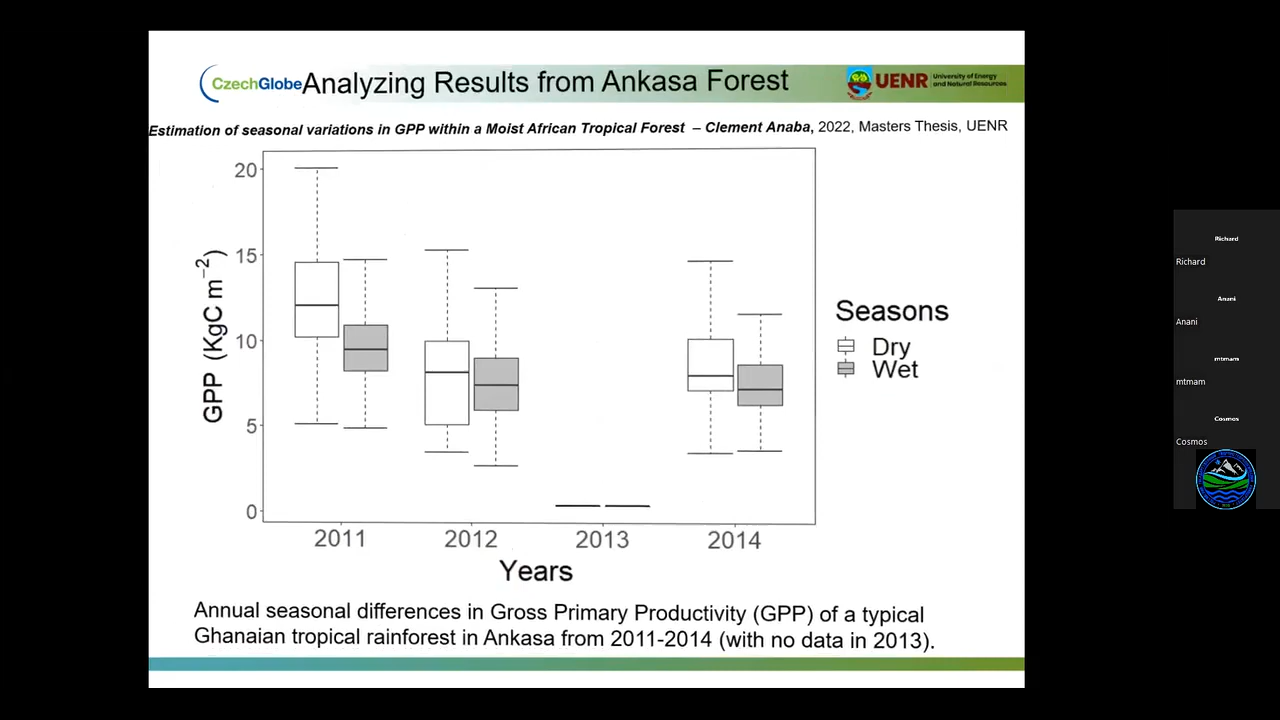 CzechGlobe Analyzing Results from Ankasa Forest
UENR University of Energy
and Natural Resources
Estimation of seasonal variations in GPP within a Moist African Tropical Forest – Clement Anaba, 2022, Masters Thesis, UENR
20
15
10
5
0
GPP (KgC m⁻²)
2011 2012 2013 2014
Years
Seasons
Dry
Wet
Annual seasonal differences in Gross Primary Productivity (GPP) of a typical
Ghanaian tropical rainforest in Ankasa from 2011-2014 (with no data in 2013).
Richard
Richard
Anani
Anani
mtmam
mtmam
Cosmos
Cosmos